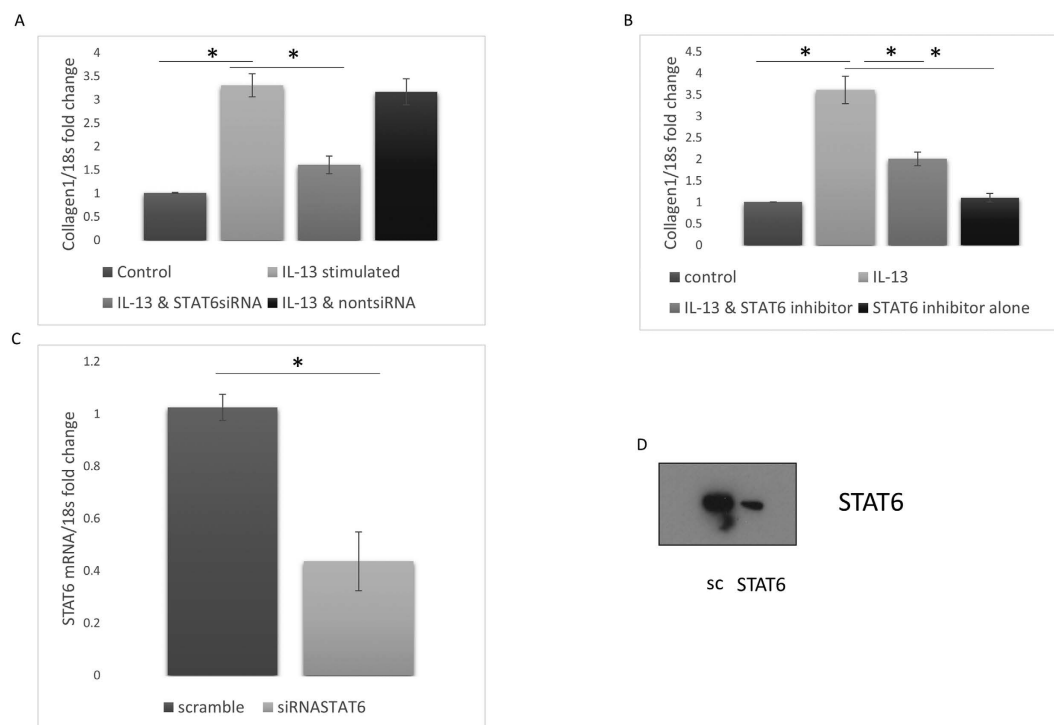 A
Collagen1/18s fold change
4
3.5
3
2.5
2
1.5
1
0.5
0
* *
Control IL-13 stimulated
IL-13 & STAT6siRNA IL-13 & nontsiRNA
B
Collagen1/18s fold change
4.5
4
3.5
3
2.5
2
1.5
1
0.5
0
* * *
control IL-13
IL-13 & STAT6 inhibitor STAT6 inhibitor alone
C
STAT6 mRNA/18s fold change
1.2
1
0.8
0.6
0.4
0.2
0
*
scramble siRNASTAT6
D
STAT6
sc STAT6